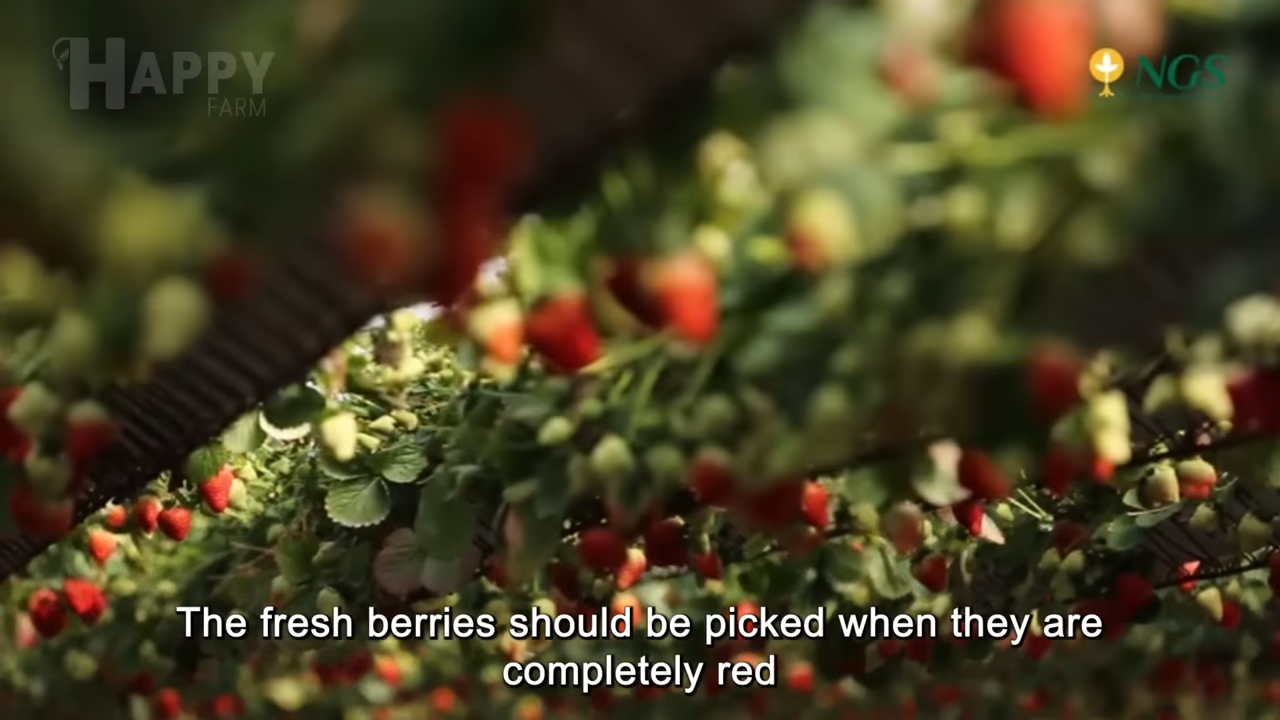 HAPPY
FARM
NGS
The fresh berries should be picked when they are
completely red